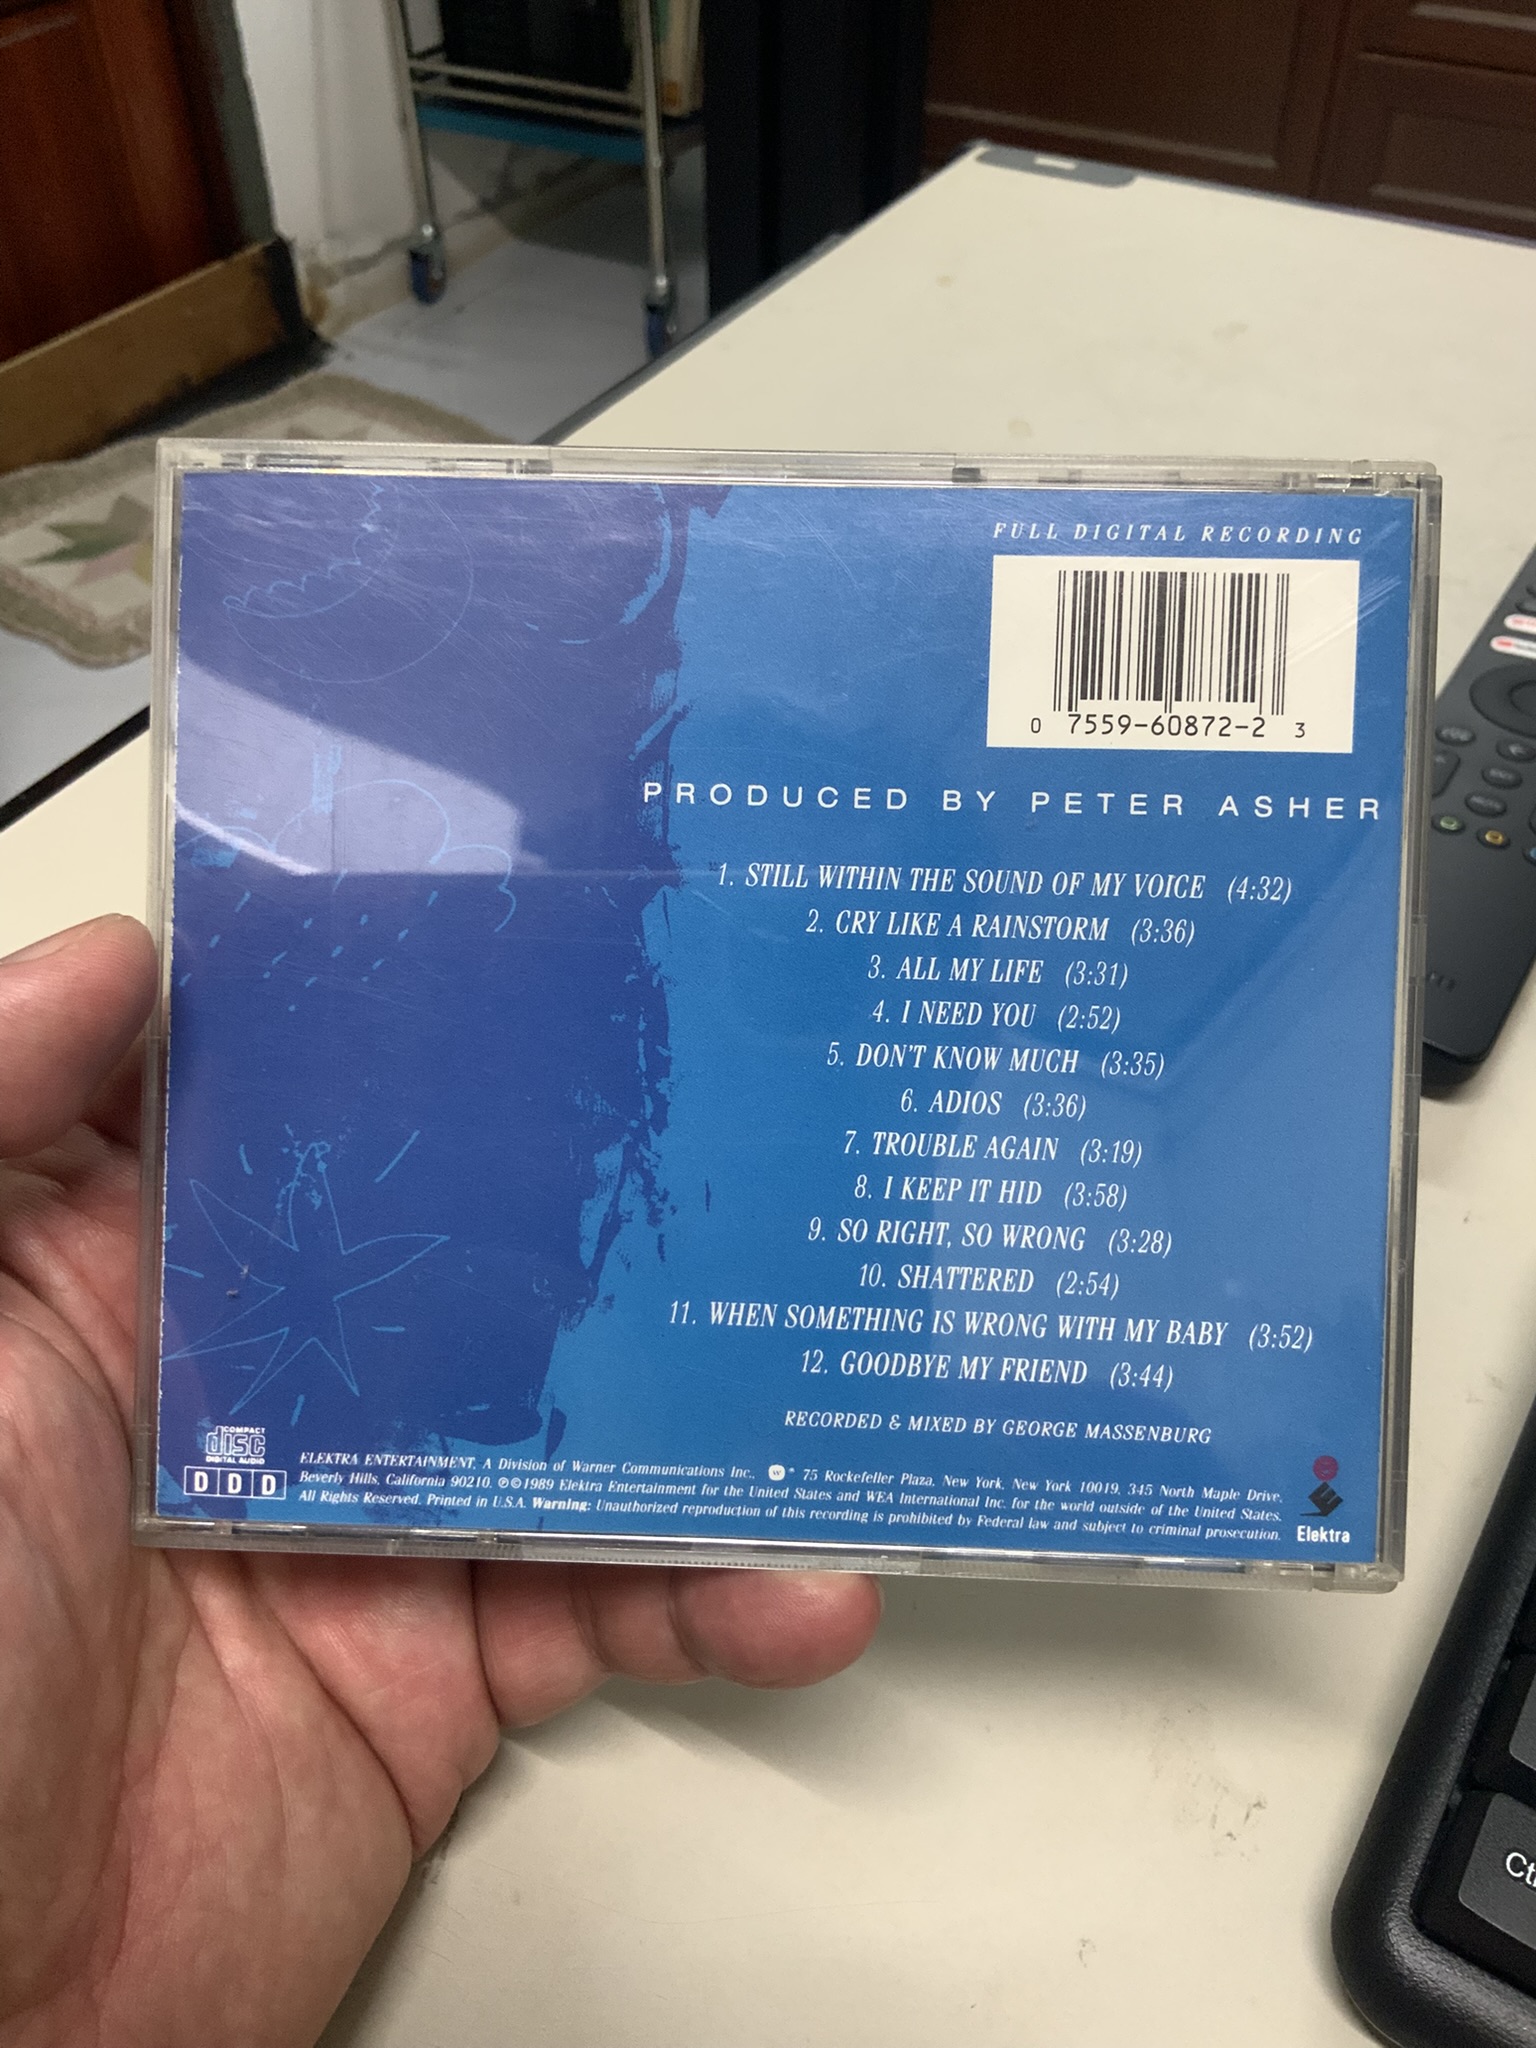 FULL DIGITAL RECORDING
0 7559-60872-2 3
PRODUCED BY PETER ASHER
1. STILL WITHIN THE SOUND OF MY VOICE (4:32)
2. CRY LIKE A RAINSTORM (3:36)
3. ALL MY LIFE (3:31)
4. I NEED YOU (2:52)
5. DON'T KNOW MUCH (3:35)
6. ADIOS (3:36)
7. TROUBLE AGAIN (3:19)
8. I KEEP IT HID (3:58)
9. SO RIGHT, SO WRONG (3:28)
10. SHATTERED (2:54)
11. WHEN SOMETHING IS WRONG WITH MY BABY (3:52)
12. GOODBYE MY FRIEND (3:44)
RECORDED & MIXED BY GEORGE MASSENBURG
COMPACT
disc
DIGITAL AUDIO
D D D
ELEKTRA ENTERTAINMENT, A Division of Warner Communications Inc., 75 Rockefeller Plaza, New York, New York 10019, 345 North Maple Drive,
Beverly Hills, California 90210. ℗©1989 Elektra Entertainment for the United States and WEA International Inc. for the world outside of the United States.
All Rights Reserved. Printed in U.S.A. Warning: Unauthorized reproduction of this recording is prohibited by Federal law and subject to criminal prosecution.
Elektra